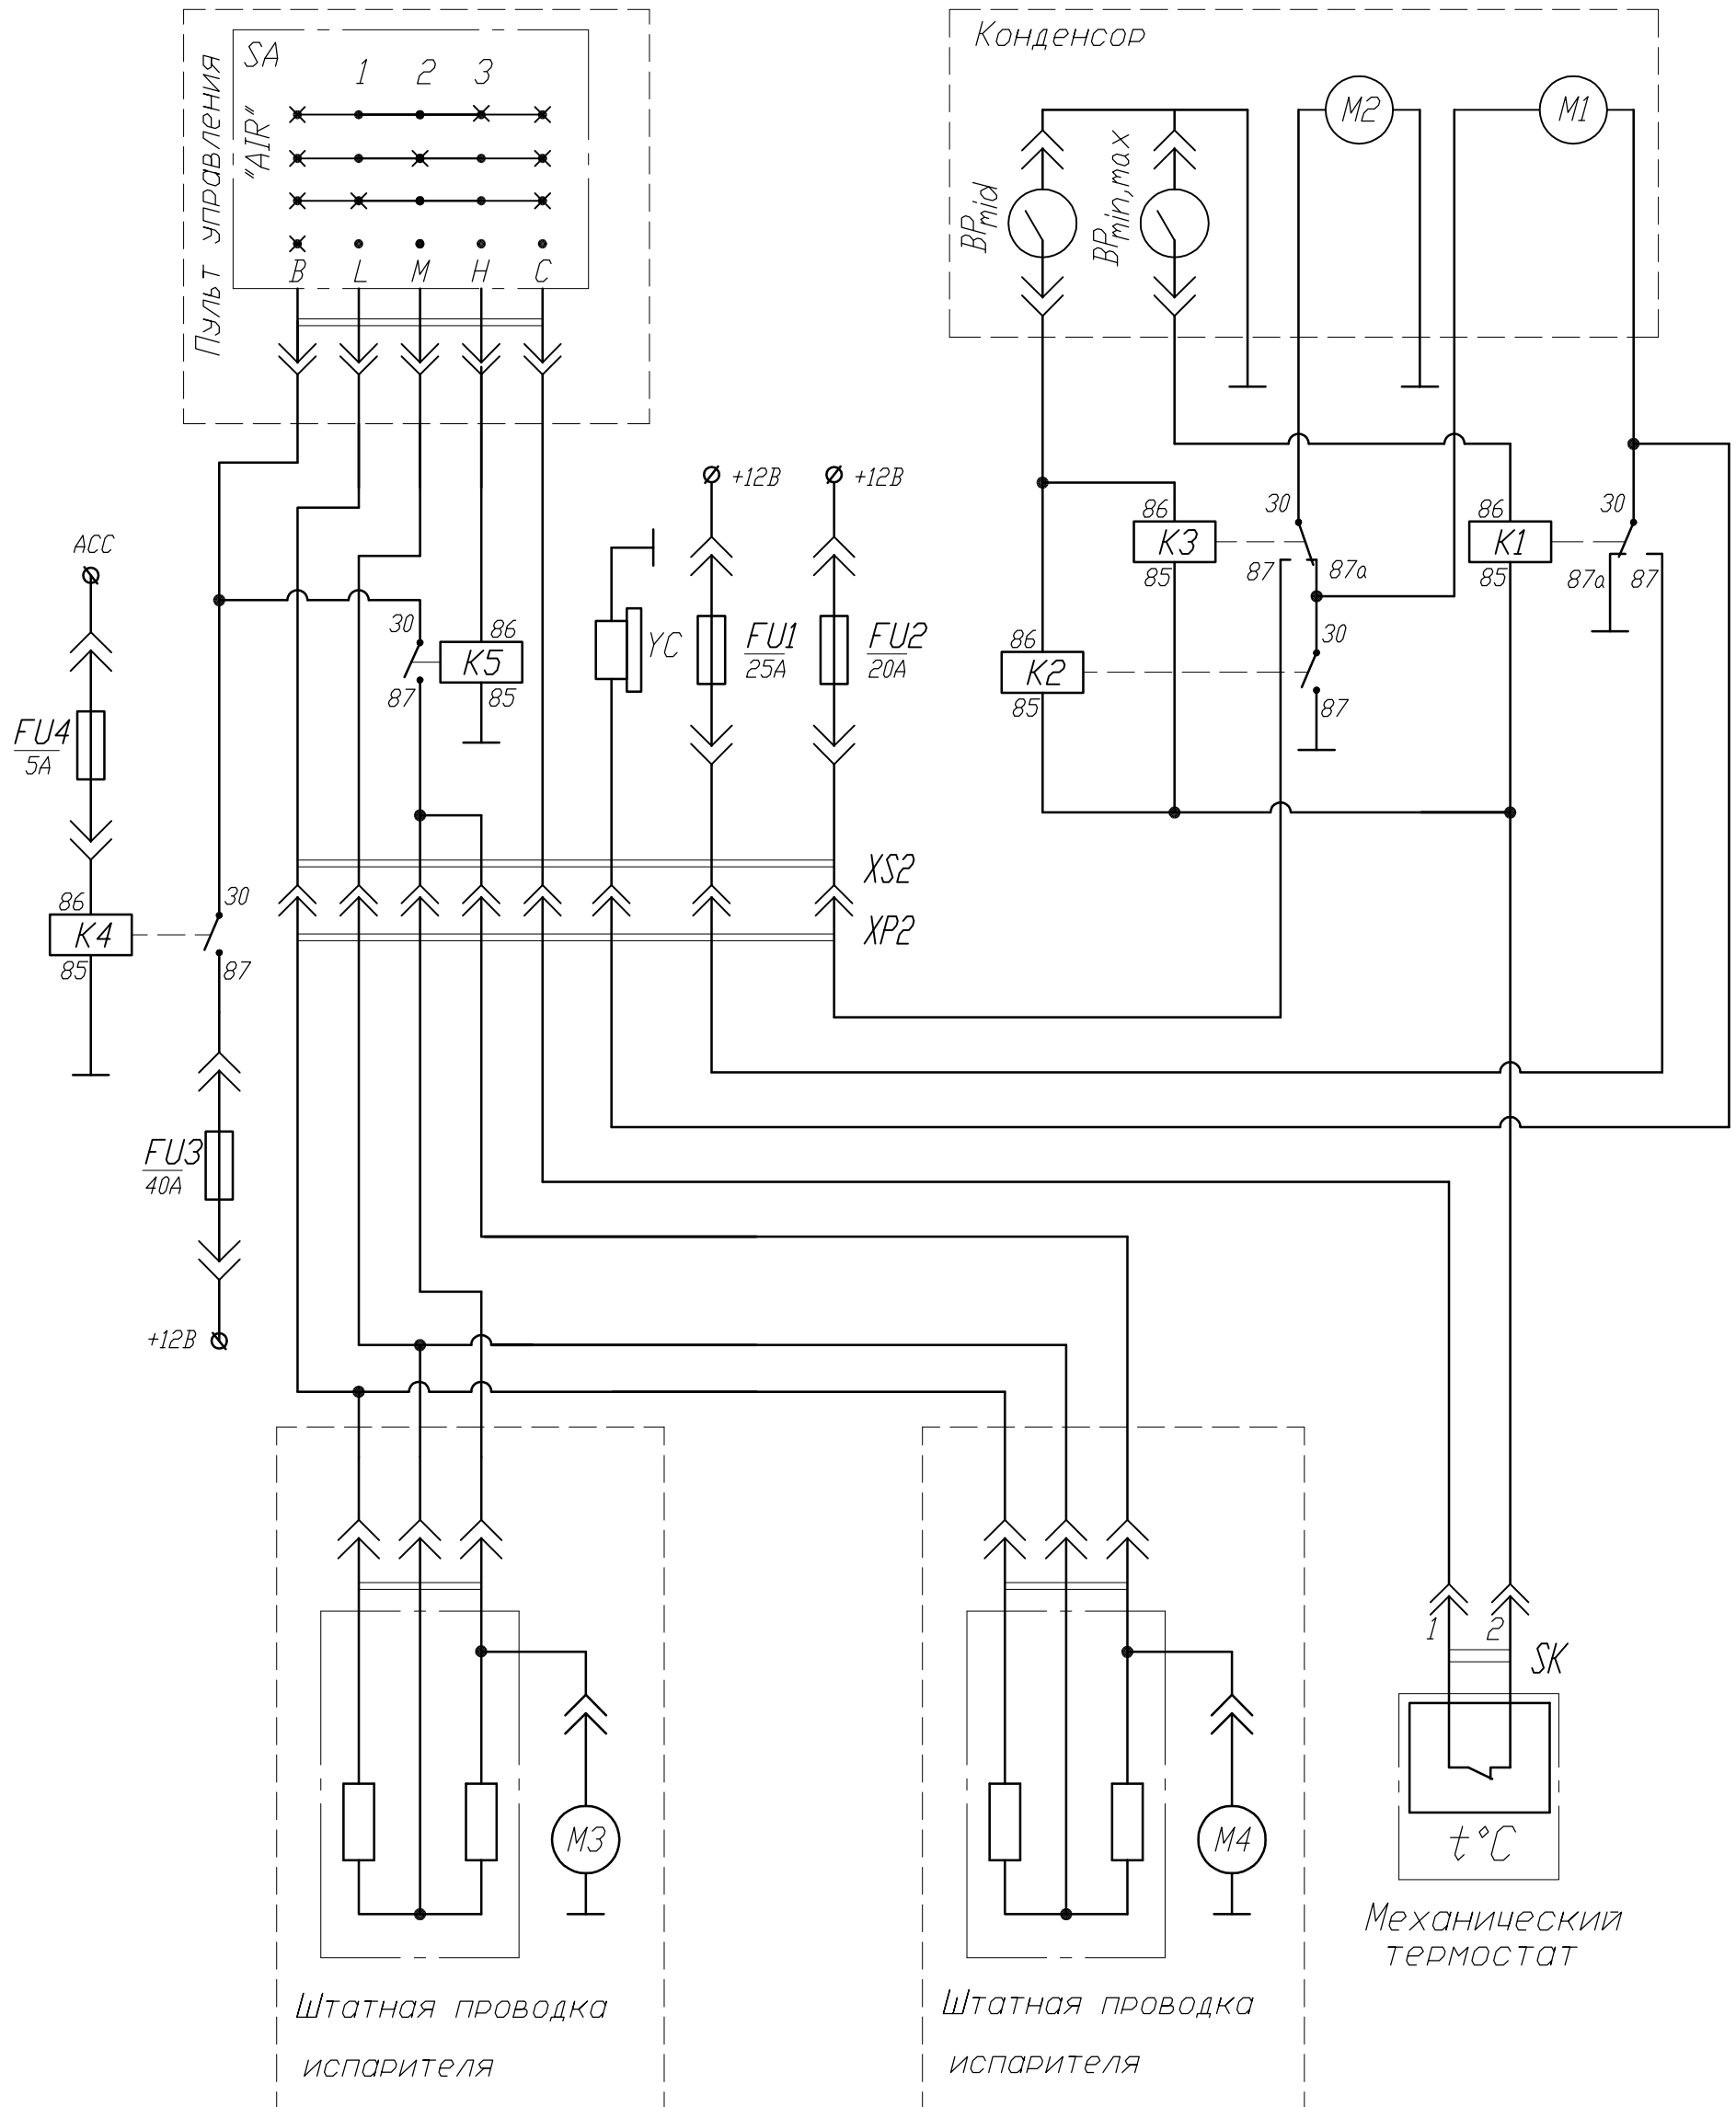 Пульт управления
SA
"AIR"
1 2 3
B L M H C
Конденсор
BPmid
BPmin,max
M2
M1
+12В
+12В
ACC
FU4
5A
86
K4
85
30
87
FU3
40A
+12В
30
87
86
K5
85
YC
FU1
25A
FU2
20A
86
K3
85
30
87
87a
86
K1
85
30
87a
87
86
K2
85
30
87
XS2
XP2
M3
Штатная проводка
испарителя
M4
Штатная проводка
испарителя
1 2
SK
t°C
Механический
термостат